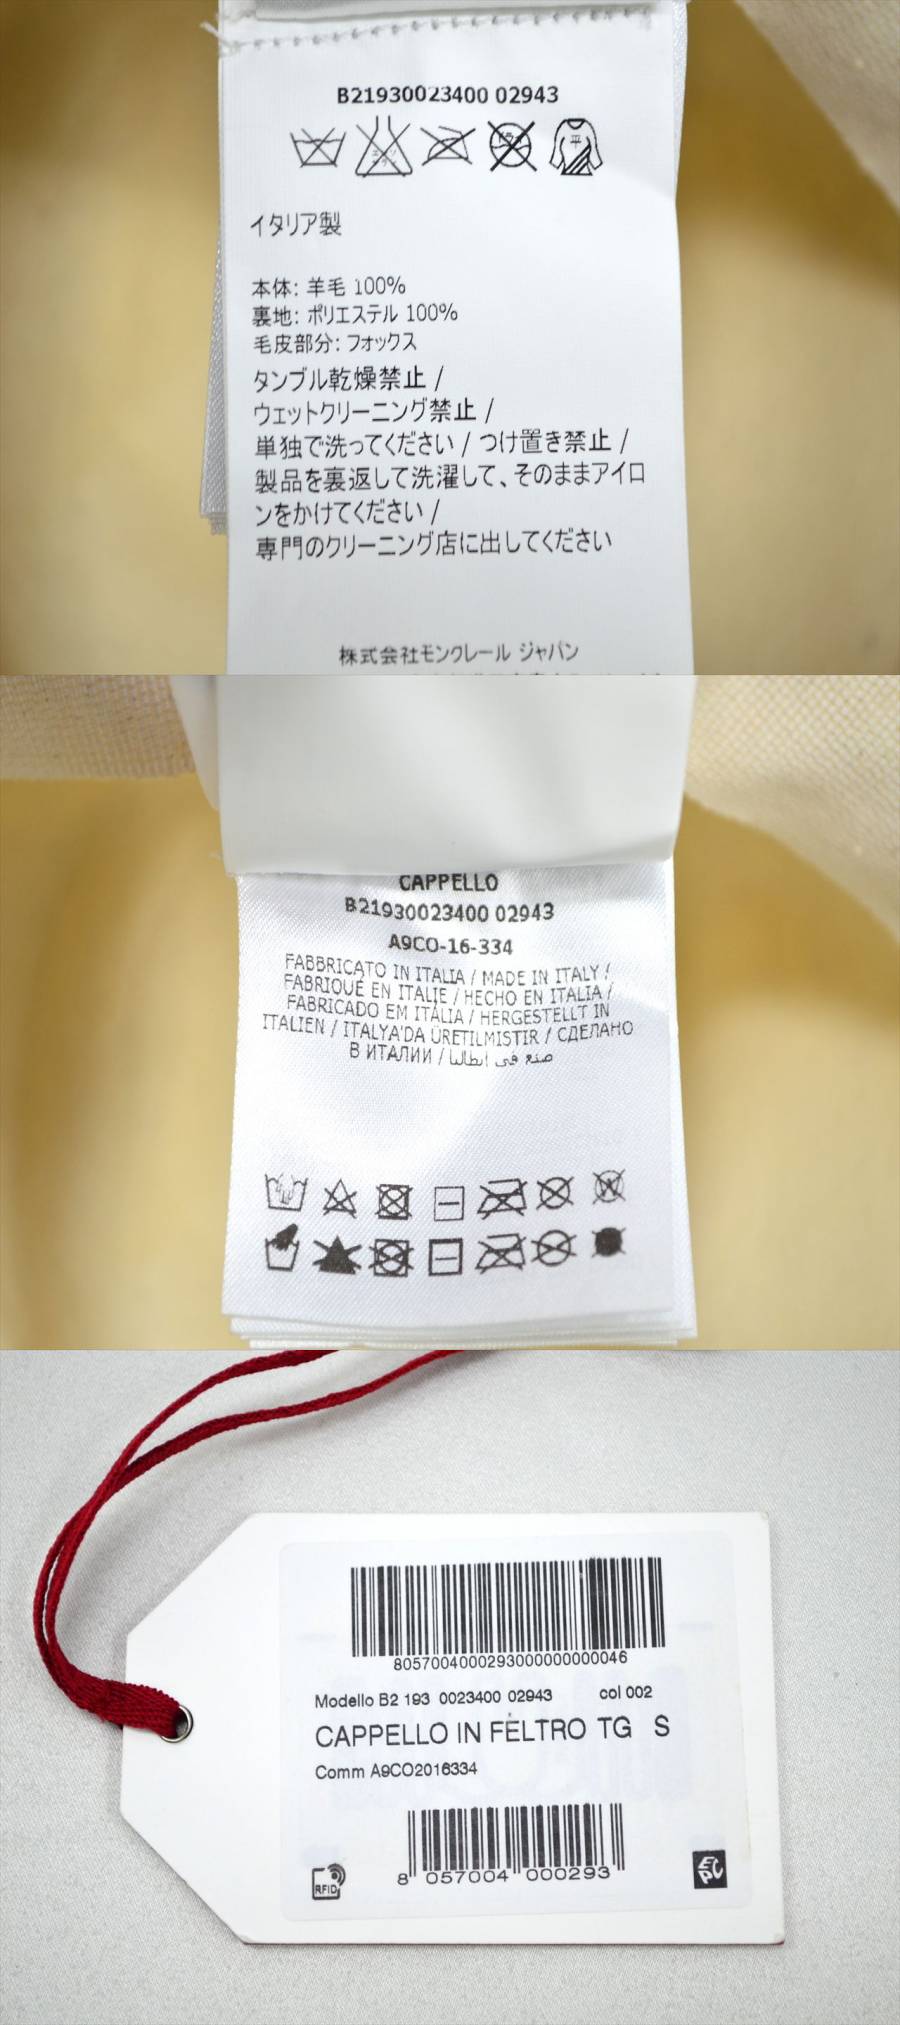 B21930023400 02943
平
イタリア製
本体: 羊毛 100%
裏地: ポリエステル 100%
毛皮部分: フォックス
タンブル乾燥禁止 /
ウェットクリーニング禁止 /
単独で洗ってください / つけ置き禁止 /
製品を裏返して洗濯して、そのままアイロ
ンをかけてください /
専門のクリーニング店に出してください
株式会社モンクレール ジャパン
CAPPELLO
B21930023400 02943
A9CO-16-334
FABBRICATO IN ITALIA / MADE IN ITALY /
FABRIQUÉ EN ITALIE / HECHO EN ITALIA /
FABRICADO EM ITÁLIA / HERGESTELLT IN
ITALIEN / ITALYA'DA ÜRETILMISTIR / СДЕЛАНО
В ИТАЛИИ / صنع في ايطاليا
8057004000293000000000046
Modello B2 193 0023400 02943 col 002
CAPPELLO IN FELTRO TG S
Comm A9CO2016334
8 057004 000293
RFID
EPC